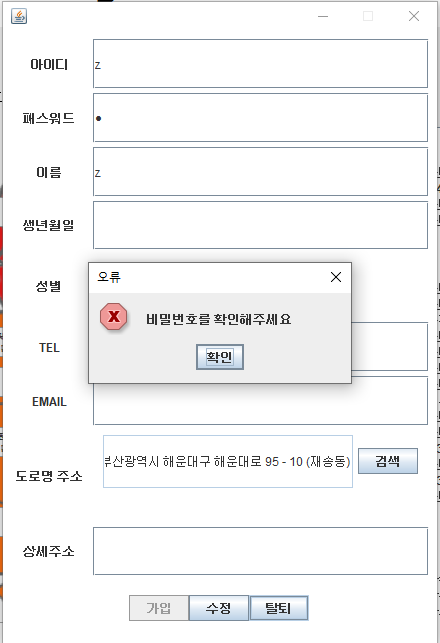 아이디 z
패스워드 •
이름 z
생년월일
오류
성별
비밀번호를 확인해주세요
확인
TEL
EMAIL
도로명 주소 부산광역시 해운대구 해운대로 95 - 10 (재송동) 검색
상세주소
가입 수정 탈퇴